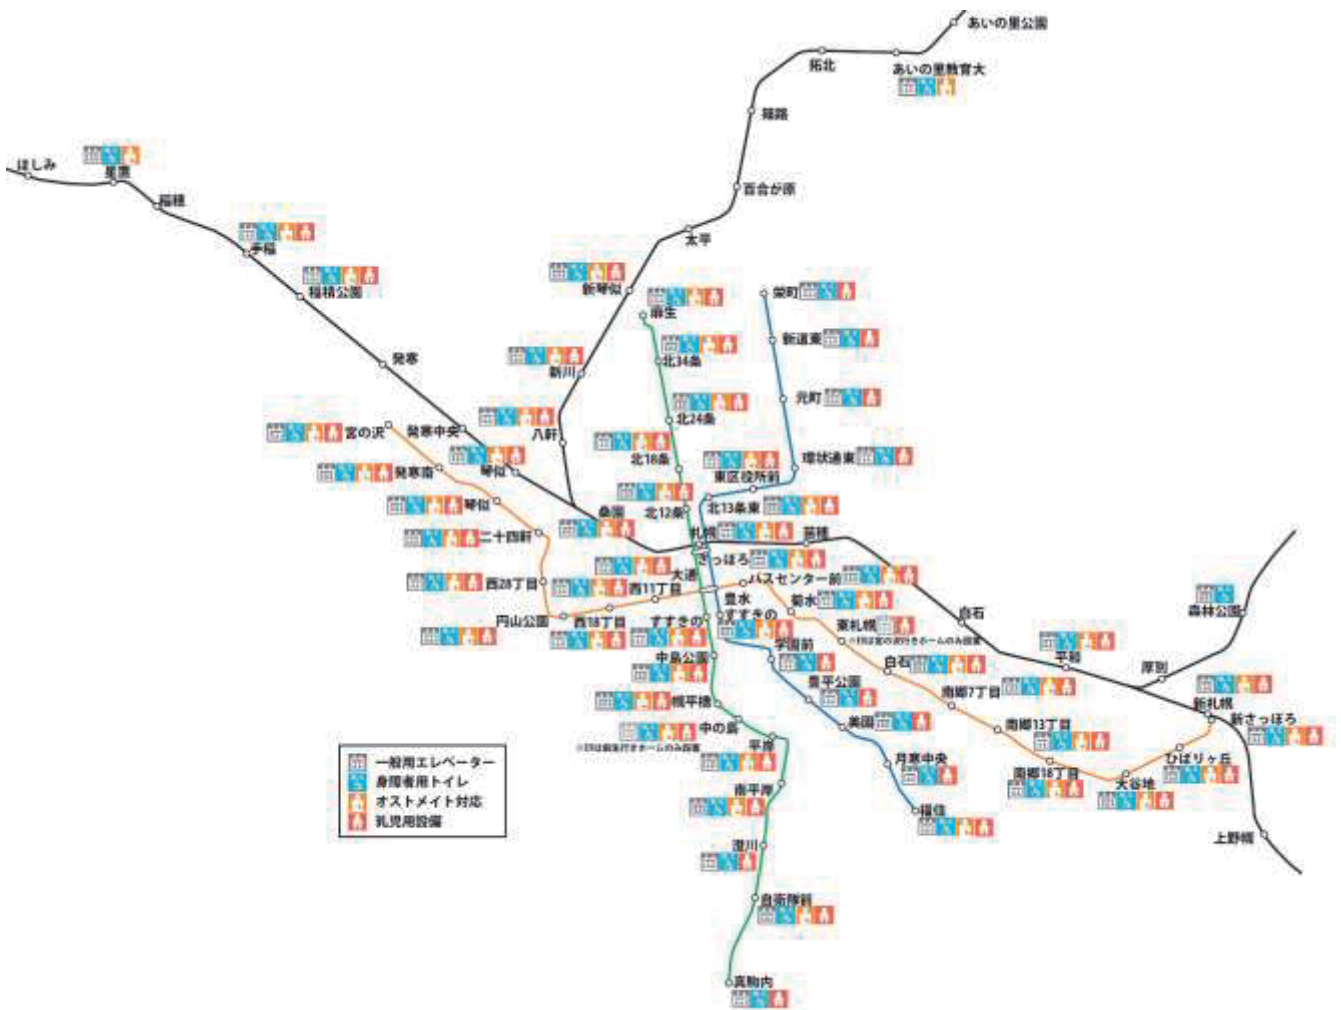 あいの里公園
拓北
あいの里教育大
篠路
ほしみ
星置
稲穂
百合が原
太平
手稲
稲積公園
新琴似
麻生
栄町
新道東
発寒
新川
北34条
元町
北24条
宮の沢
発寒中央
八軒
琴似
発寒南
北18条
東区役所前
環状通東
琴似
桑園
北12条
北13条東
二十四軒
札幌
苗穂
さっぽろ
西28丁目
大通
西11丁目
バスセンター前
菊水
円山公園
西18丁目
豊水
すすきの
すすきの
学園前
東札幌
白石
森林公園
中島公園
白石
平和
厚別
豊平公園
南郷7丁目
幌平橋
美園
新札幌
新さっぽろ
中の島
平岸
南郷13丁目
月寒中央
ひばりヶ丘
南郷18丁目
大谷地
南平岸
福住
上野幌
澄川
自衛隊前
真駒内
一般用エレベーター
身障者用トイレ
オストメイト対応
乳児用設備